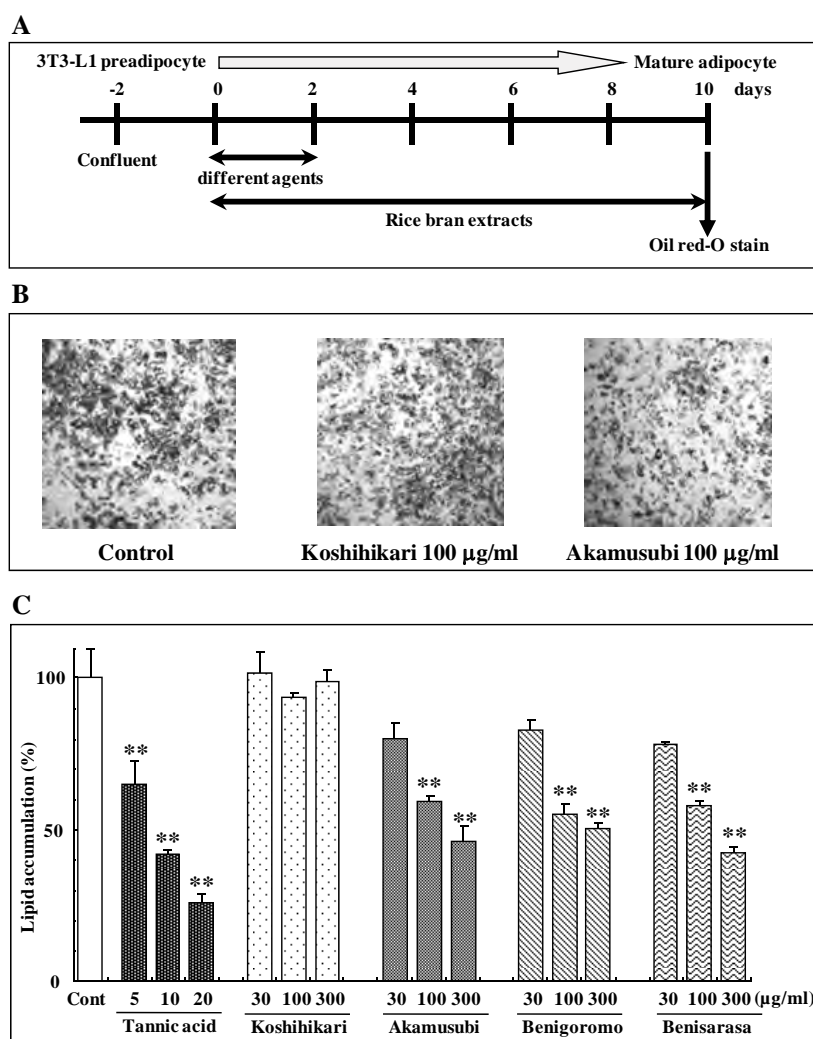 A
3T3-L1 preadipocyte
Mature adipocyte
-2 0 2 4 6 8 10 days
Confluent
different agents
Rice bran extracts
Oil red-O stain
B
Control
Koshihikari 100 μg/ml
Akamusubi 100 μg/ml
C
Lipid accumulation (%)
100
50
0
** ** **
** **
** **
** **
Cont 5 10 20 30 100 300 30 100 300 30 100 300 30 100 300 (μg/ml)
Tannic acid Koshihikari Akamusubi Benigoromo Benisarasa